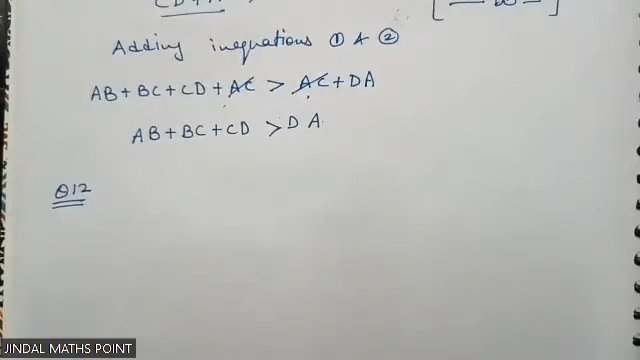 Adding inequations ① & ②
AB + BC + CD + AC > AC + DA
AB + BC + CD > DA
Q12
JINDAL MATHS POINT